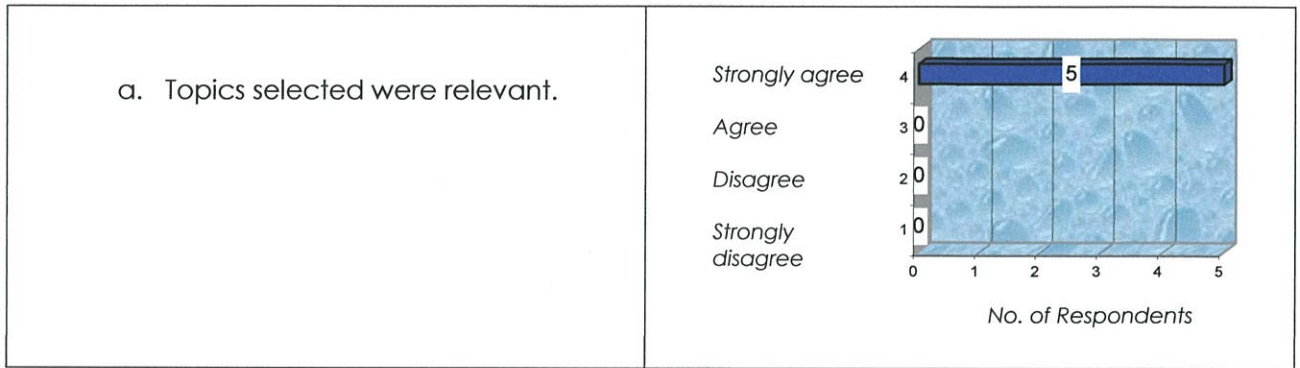 a. Topics selected were relevant.
Strongly agree 4 5
Agree 3 0
Disagree 2 0
Strongly 1 0
disagree
0 1 2 3 4 5
No. of Respondents